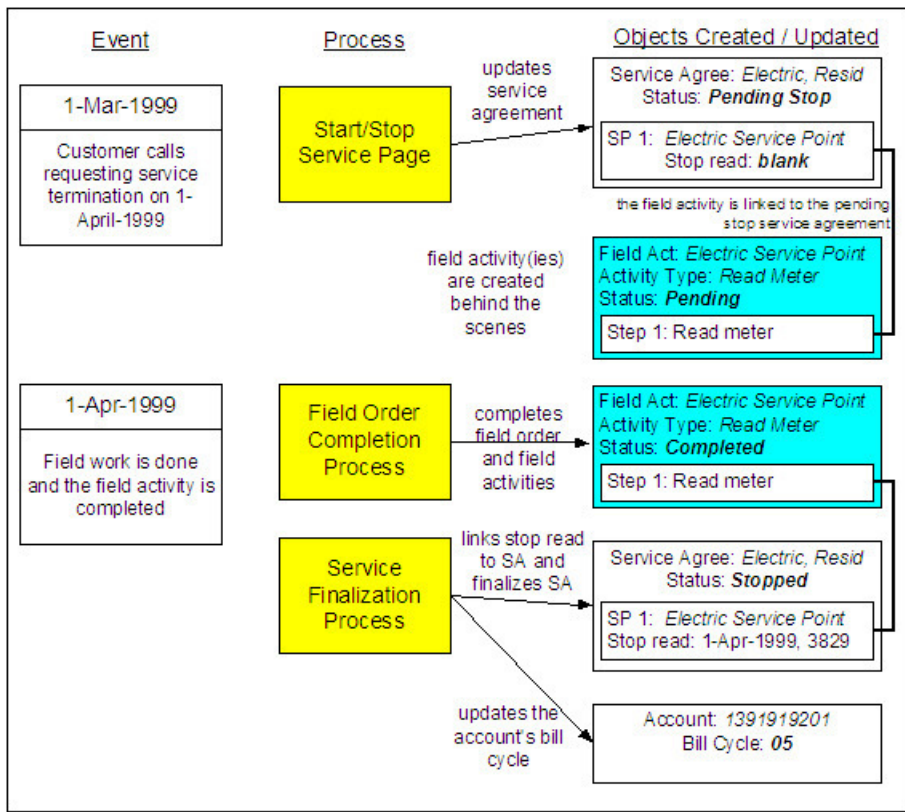 Event
Process
Objects Created / Updated
1-Mar-1999
Customer calls
requesting service
termination on 1-
April-1999
Start/Stop
Service Page
updates
service
agreement
Service Agree: Electric, Resid
Status: Pending Stop
SP 1: Electric Service Point
Stop read: blank
the field activity is linked to the pending
stop service agreement
field activity(ies)
are created
behind the
scenes
Field Act: Electric Service Point
Activity Type: Read Meter
Status: Pending
Step 1: Read meter
1-Apr-1999
Field work is done
and the field activity is
completed
Field Order
Completion
Process
completes
field order
and field
activities
Field Act: Electric Service Point
Activity Type: Read Meter
Status: Completed
Step 1: Read meter
Service
Finalization
Process
links stop read
to SA and
finalizes SA
Service Agree: Electric, Resid
Status: Stopped
SP 1: Electric Service Point
Stop read: 1-Apr-1999, 3829
updates the
account's bill
cycle
Account: 1391919201
Bill Cycle: 05